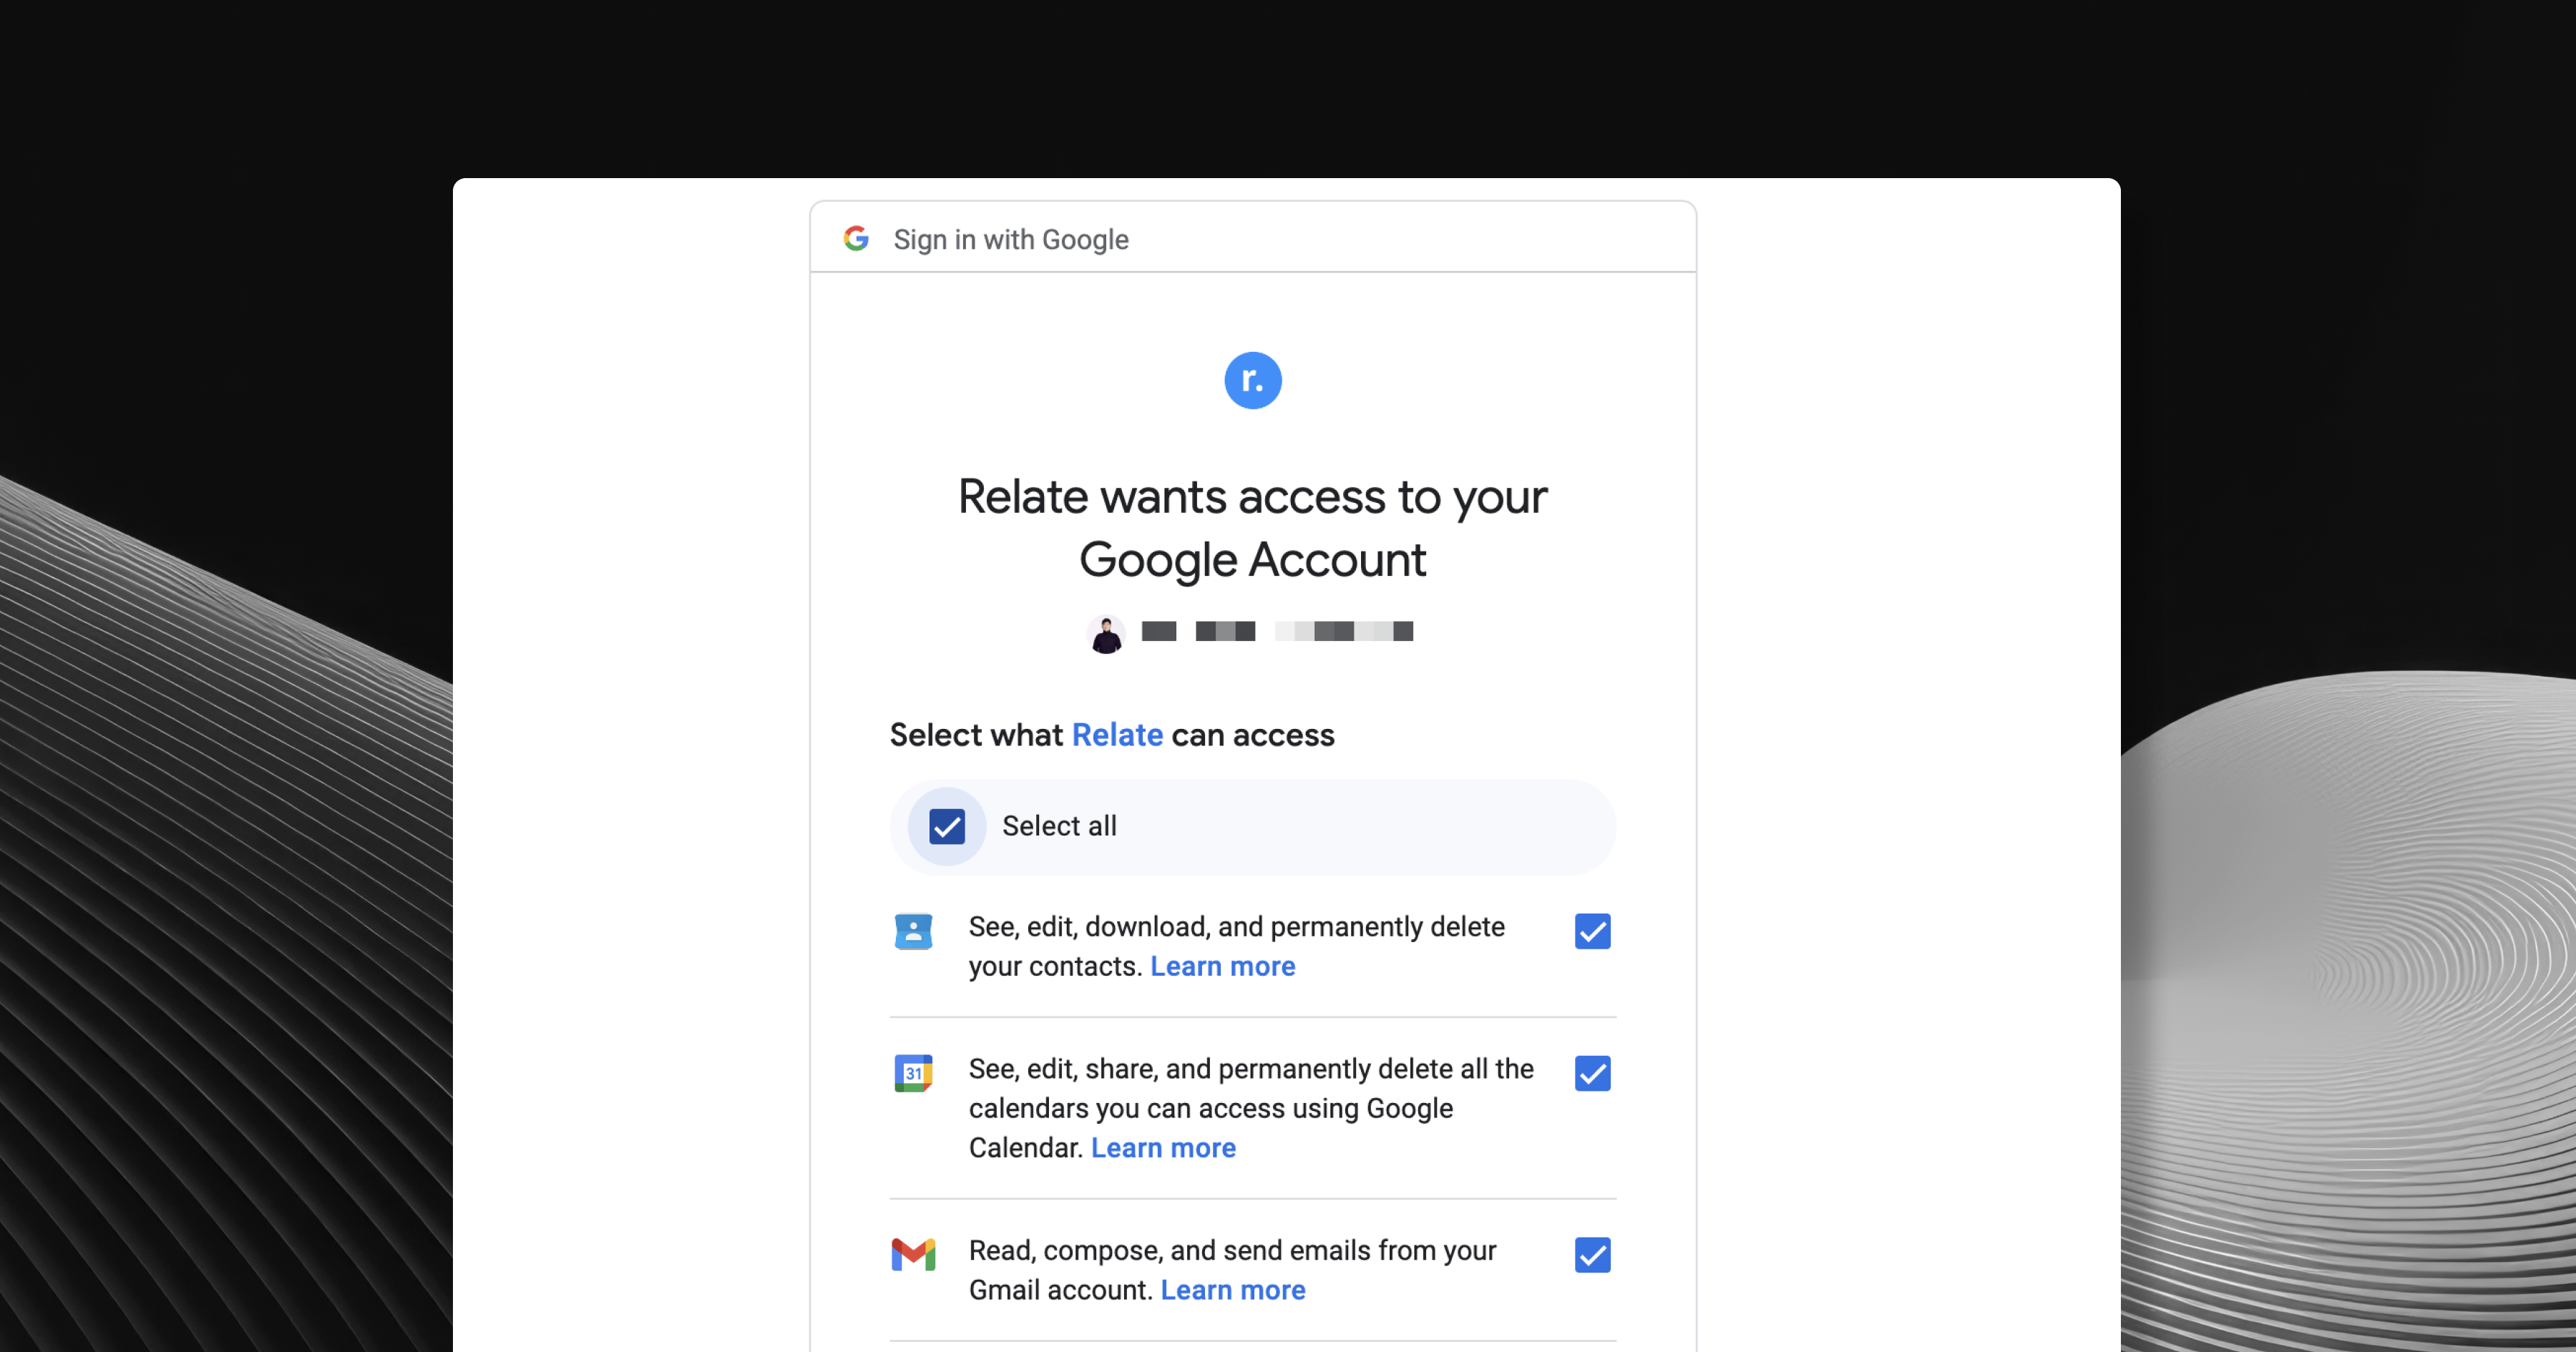 Sign in with Google
r.
Relate wants access to your
Google Account
Select what Relate can access
Select all
See, edit, download, and permanently delete
your contacts. Learn more
31
See, edit, share, and permanently delete all the
calendars you can access using Google
Calendar. Learn more
Read, compose, and send emails from your
Gmail account. Learn more